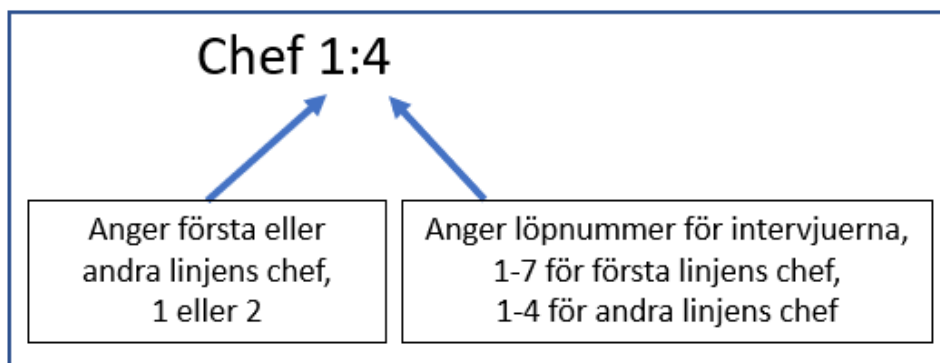 Chef 1:4
Anger första eller
andra linjens chef,
1 eller 2
Anger löpnummer för intervjuerna,
1-7 för första linjens chef,
1-4 för andra linjens chef